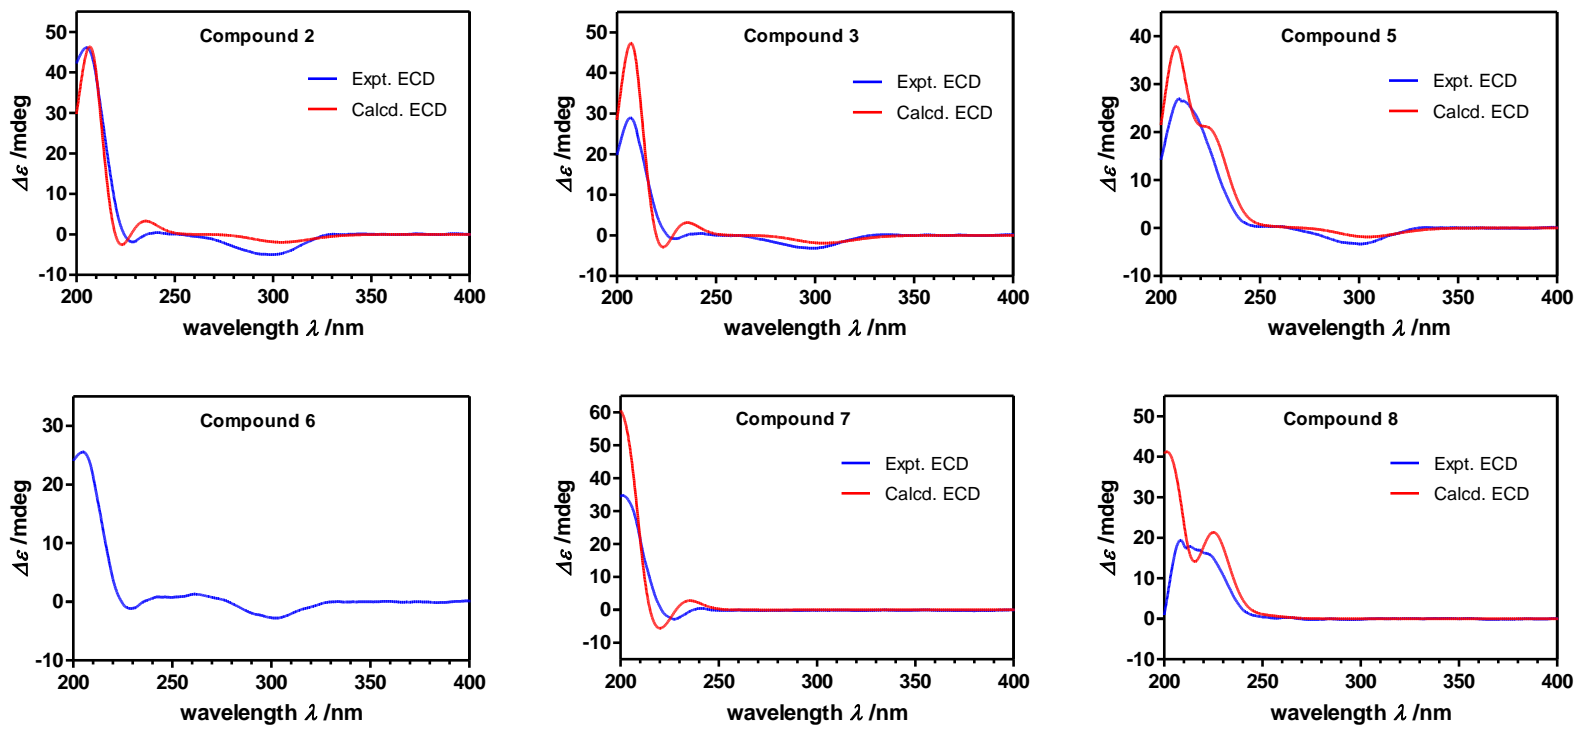 Compound 2
Expt. ECD
Calcd. ECD
Δε /mdeg
50
40
30
20
10
0
-10
200
250
300
350
400
wavelength λ /nm
Compound 3
Expt. ECD
Calcd. ECD
Δε /mdeg
50
40
30
20
10
0
-10
200
250
300
350
400
wavelength λ /nm
Compound 5
Expt. ECD
Calcd. ECD
Δε /mdeg
40
30
20
10
0
-10
200
250
300
350
400
wavelength λ /nm
Compound 6
Δε /mdeg
30
20
10
0
-10
200
250
300
350
400
wavelength λ /nm
Compound 7
Expt. ECD
Calcd. ECD
Δε /mdeg
60
50
40
30
20
10
0
-10
200
250
300
350
400
wavelength λ /nm
Compound 8
Expt. ECD
Calcd. ECD
Δε /mdeg
50
40
30
20
10
0
-10
200
250
300
350
400
wavelength λ /nm